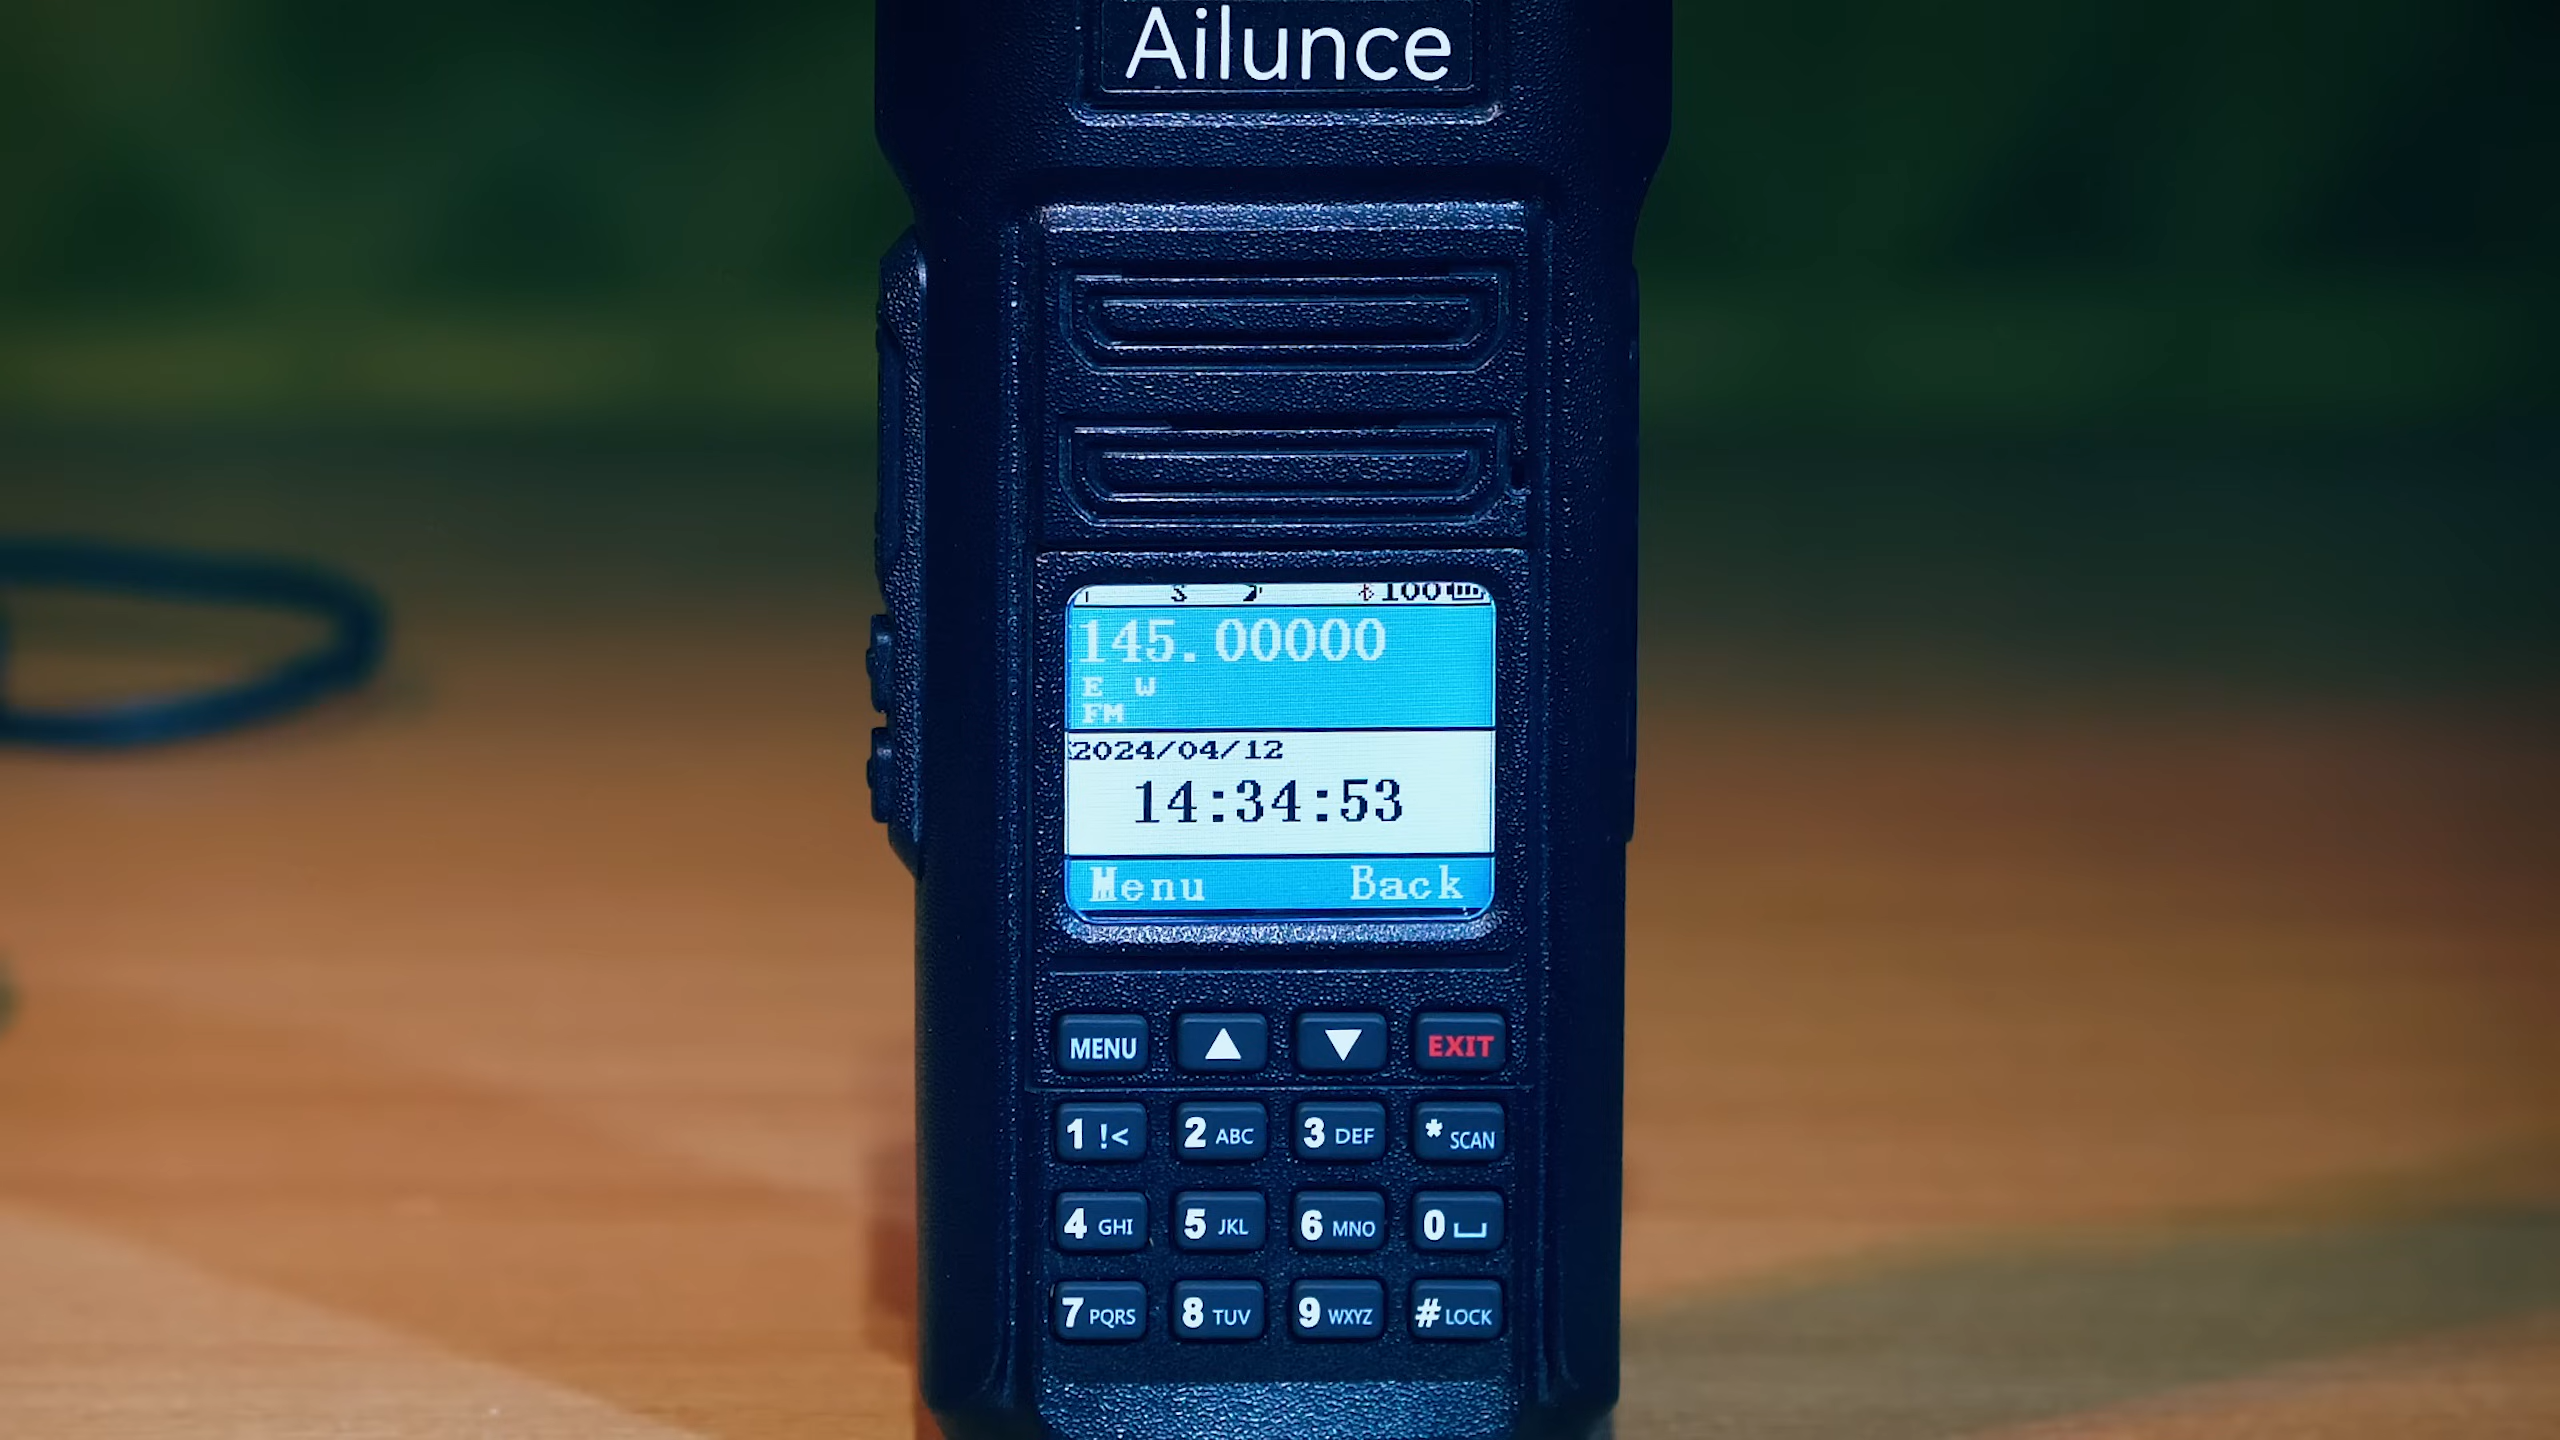 Ailunce
S 100
145.00000
E W
FM
2024/04/12
14:34:53
Menu Back
MENU ▲ ▼ EXIT
1 !< 2 ABC 3 DEF * SCAN
4 GHI 5 JKL 6 MNO 0 ␣
7 PQRS 8 TUV 9 WXYZ # LOCK